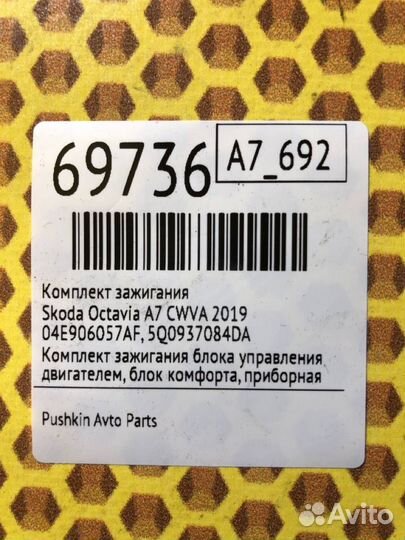 69736
A7_692
Комплект зажигания
Skoda Octavia A7 CWVA 2019
04E906057AF, 5Q0937084DA
Комплект зажигания блока управления
двигателем, блок комфорта, приборная
Pushkin Avto Parts
Avito